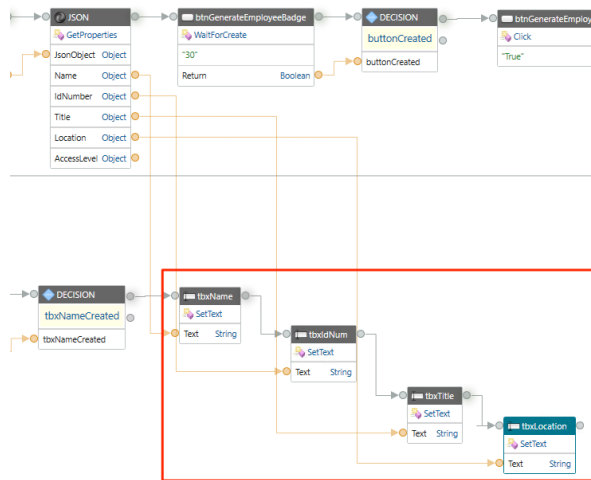 JSON
GetProperties
JsonObject Object
Name Object
IdNumber Object
Title Object
Location Object
AccessLevel Object
btnGenerateEmployeeBadge
WaitForCreate
"30"
Return Boolean
DECISION
buttonCreated
buttonCreated
btnGenerateEmploy
Click
"True"
DECISION
tbxNameCreated
tbxNameCreated
tbxName
SetText
Text String
tbxIdNum
SetText
Text String
tbxTitle
SetText
Text String
tbxLocation
SetText
Text String